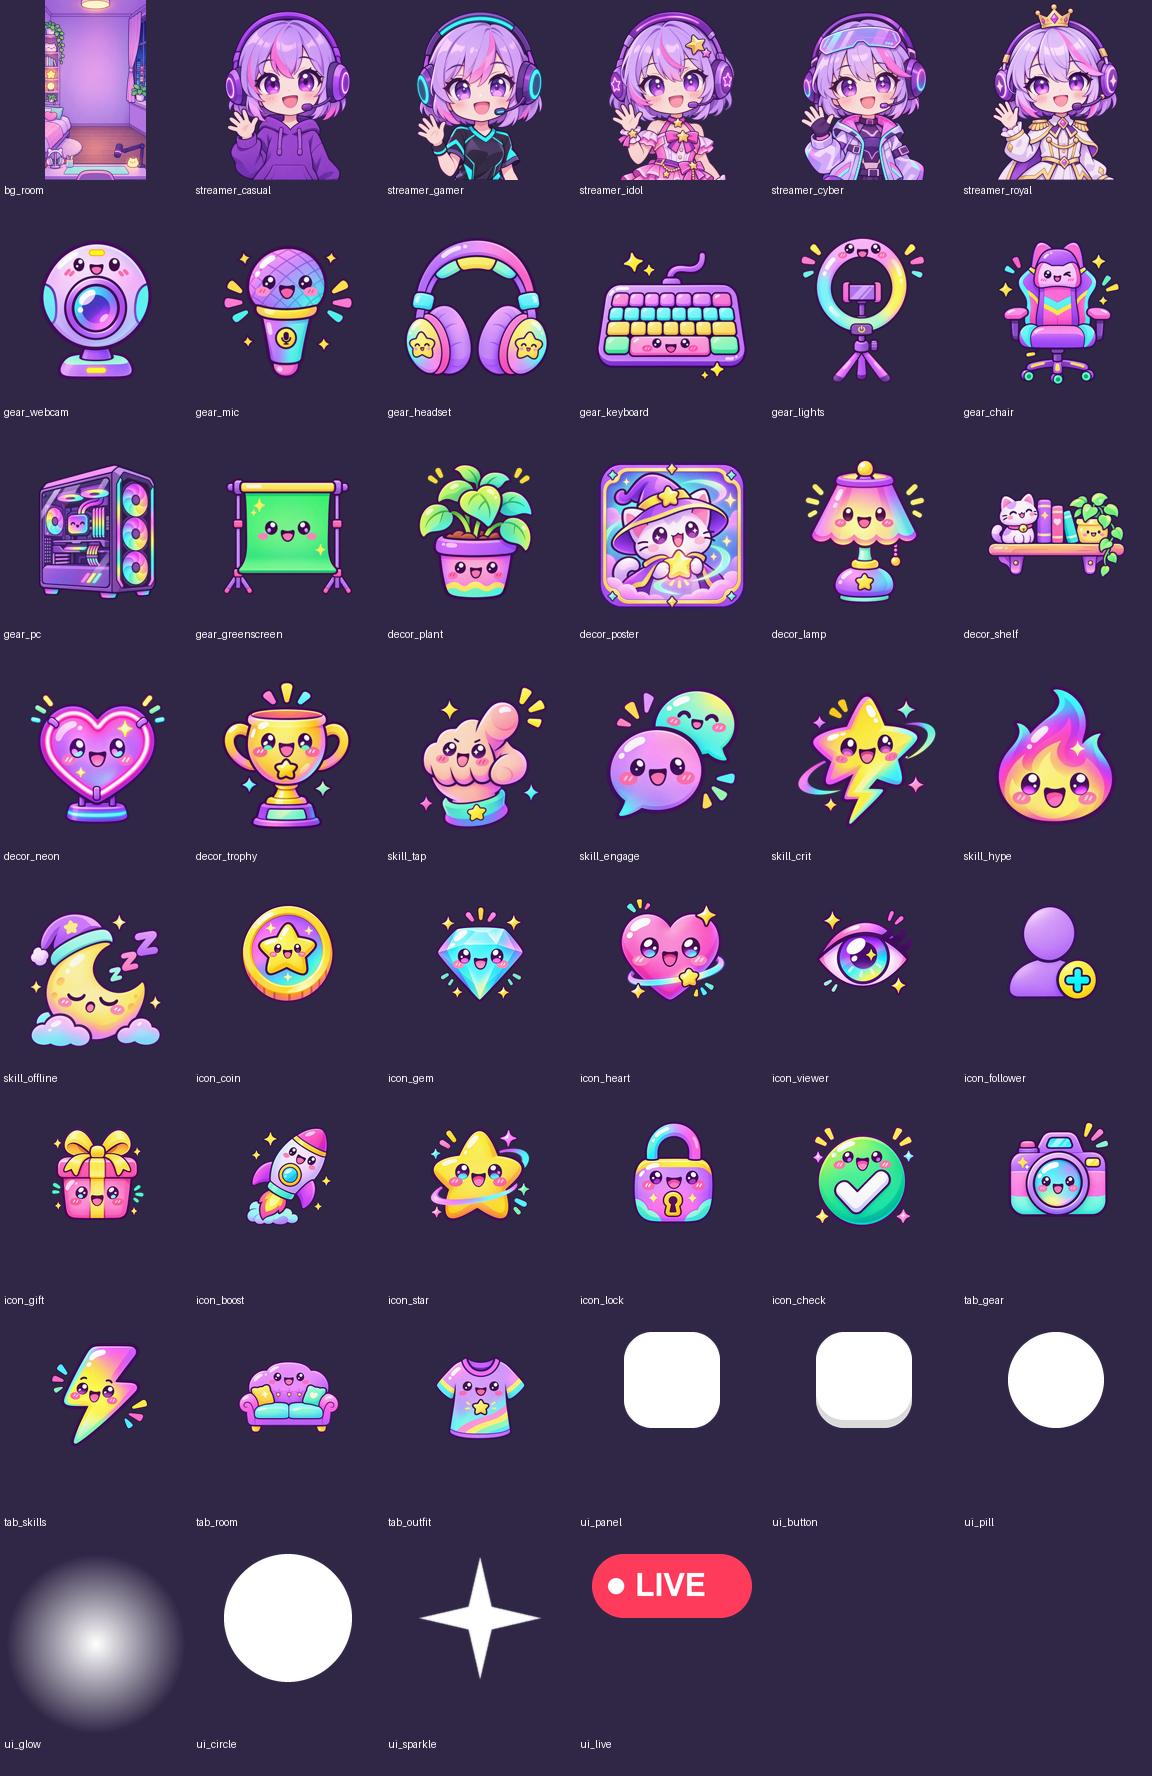 bg_room
streamer_casual
streamer_gamer
streamer_idol
streamer_cyber
streamer_royal
gear_webcam
gear_mic
gear_headset
gear_keyboard
gear_lights
gear_chair
gear_pc
gear_greenscreen
decor_plant
decor_poster
decor_lamp
decor_shelf
decor_neon
decor_trophy
skill_tap
skill_engage
skill_crit
skill_hype
z z Z Z
skill_offline
icon_coin
icon_gem
icon_heart
icon_viewer
icon_follower
icon_gift
icon_boost
icon_star
icon_lock
icon_check
tab_gear
tab_skills
tab_room
tab_outfit
ui_panel
ui_button
ui_pill
LIVE
ui_glow
ui_circle
ui_sparkle
ui_live